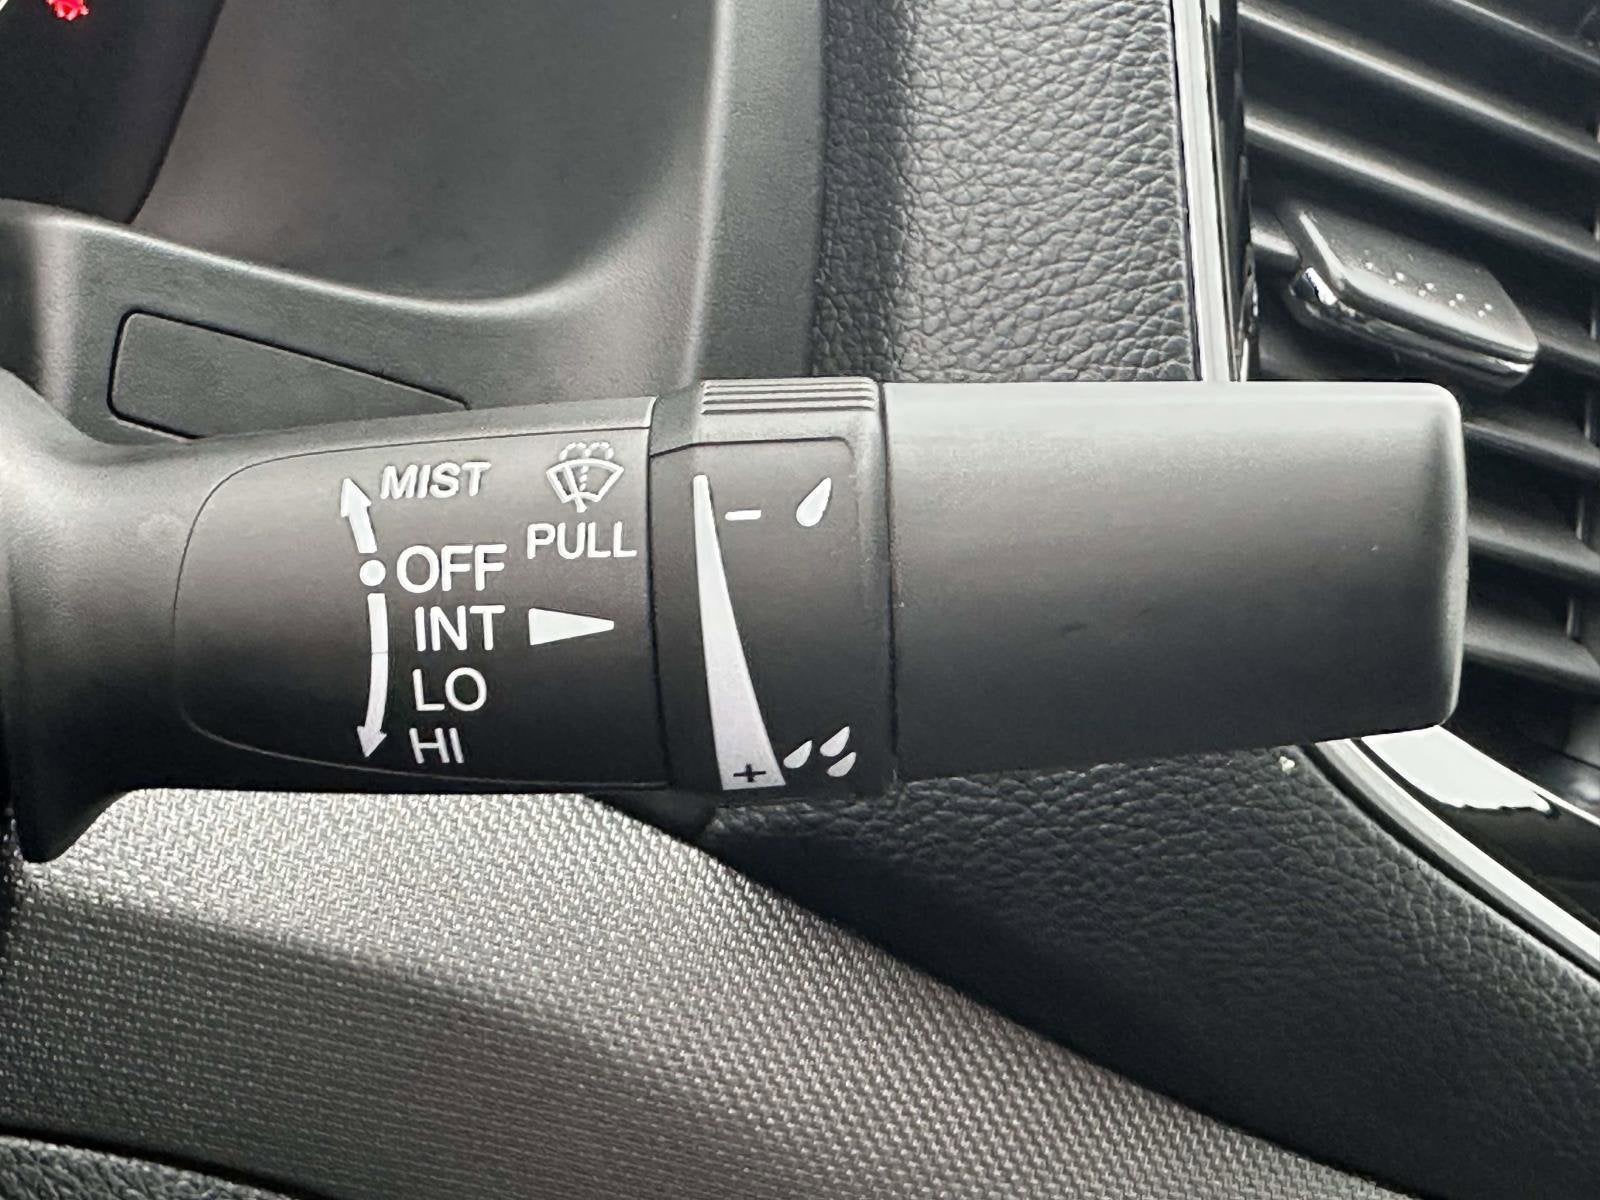 MIST
PULL
OFF
INT
LO
HI
−
+